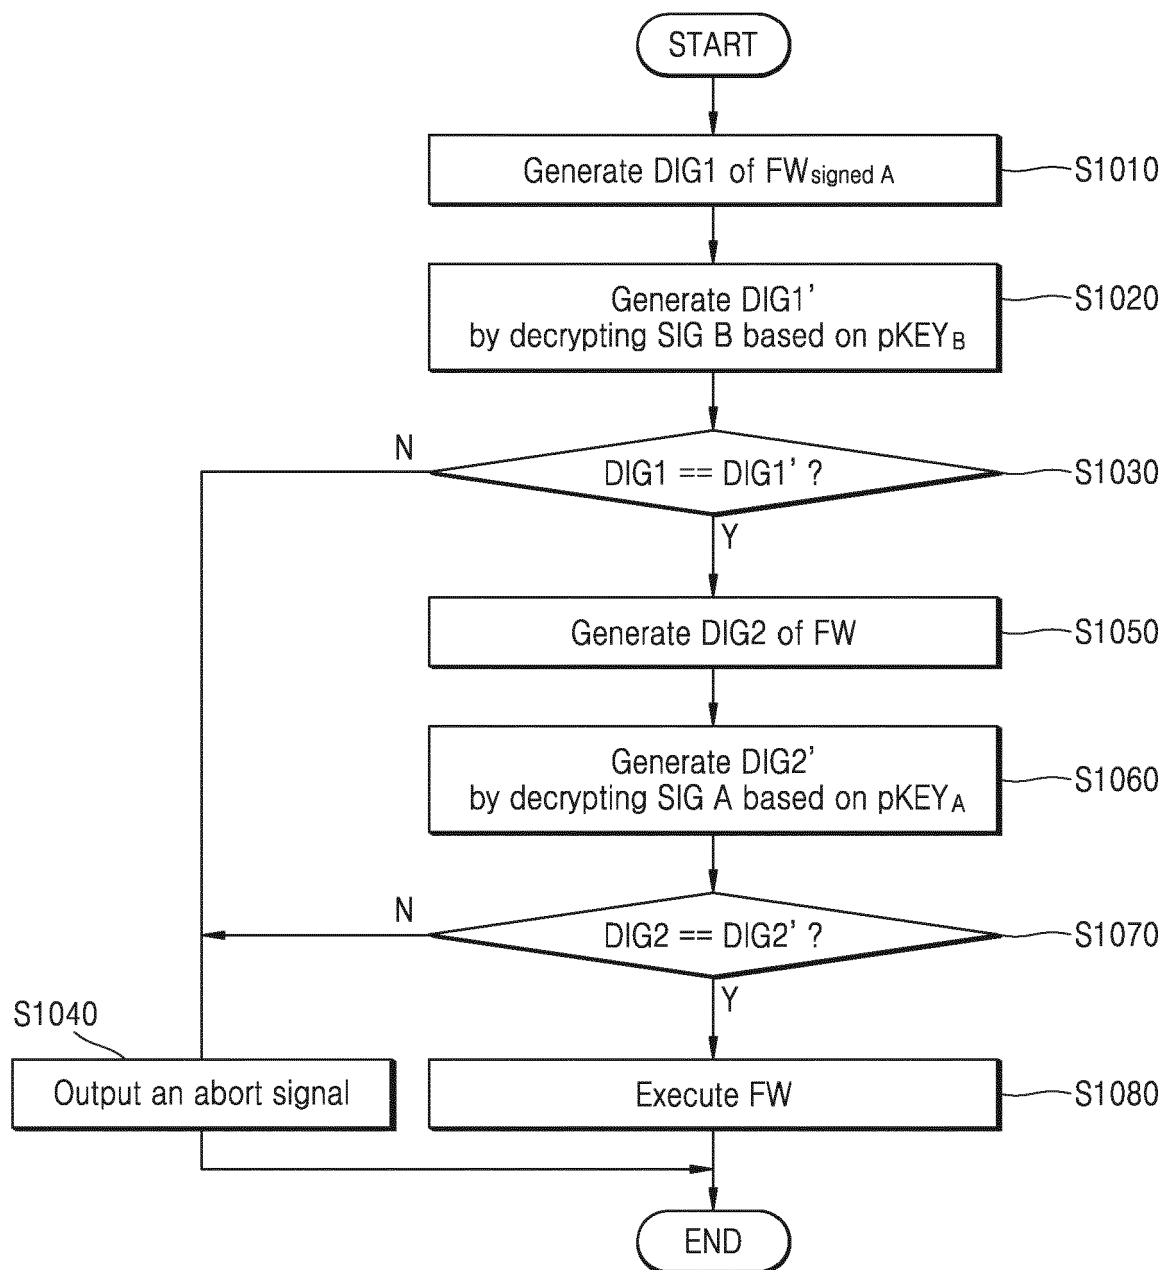 START
Generate DIG1 of FWsigned A
S1010
Generate DIG1'
by decrypting SIG B based on pKEYB
S1020
N
DIG1 == DIG1' ?
S1030
Y
Generate DIG2 of FW
S1050
Generate DIG2'
by decrypting SIG A based on pKEYA
S1060
N
DIG2 == DIG2' ?
S1070
Y
S1040
Output an abort signal
Execute FW
S1080
END